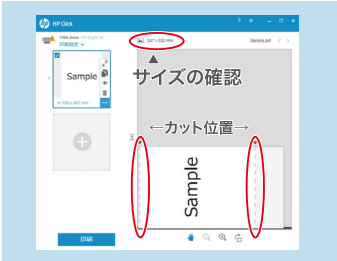 HP Click
?
印刷設定
647 × 600 mm
Sample.pdf
サイズの確認
Sample
←カット位置→
Sample
印刷